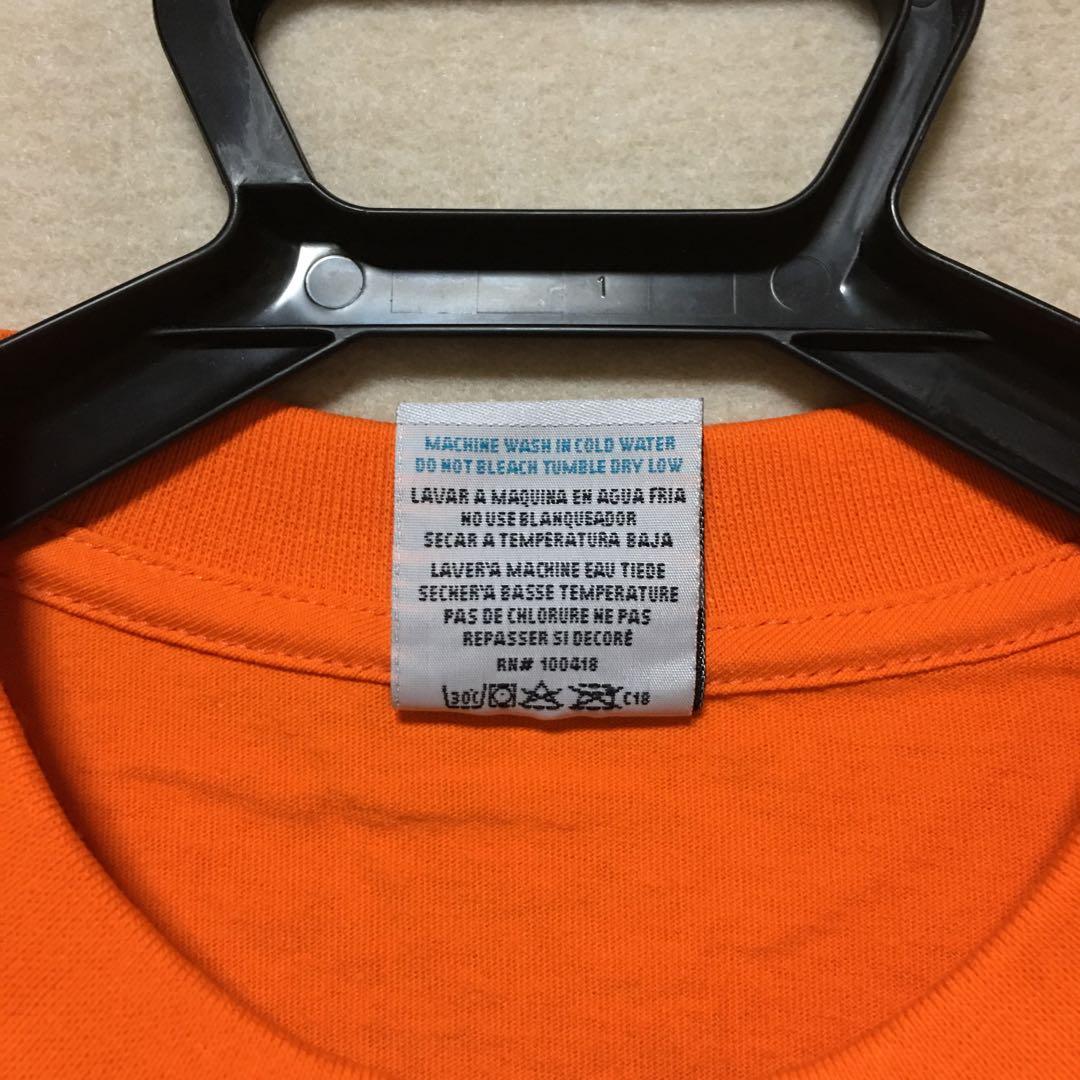 1
MACHINE WASH IN COLD WATER
DO NOT BLEACH TUMBLE DRY LOW
LAVAR A MAQUINA EN AGUA FRIA
NO USE BLANQUEADOR
SECAR A TEMPERATURA BAJA
LAVER'A MACHINE EAU TIEDE
SECHER'A BASSE TEMPERATURE
PAS DE CHLORURE NE PAS
REPASSER SI DECORÉ
RN# 100418
30°C C18